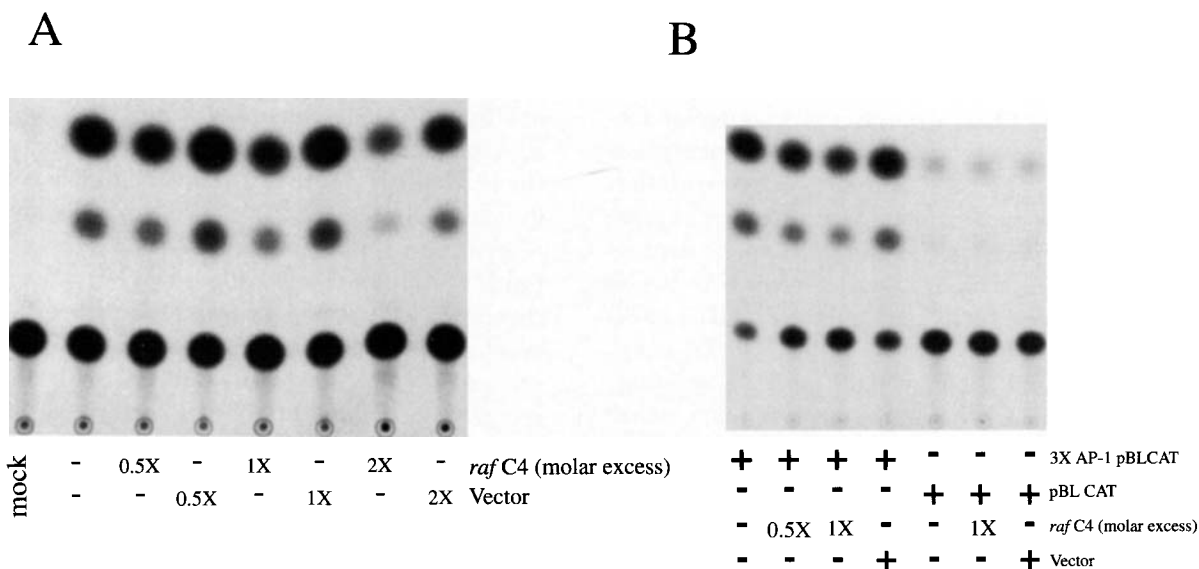 A
B
mock
- 0.5X - 1X - 2X - raf C4 (molar excess)
- - 0.5X - 1X - 2X Vector
+ + + + - - - 3X AP-1 pBLCAT
- - - - + + + pBL CAT
- 0.5X 1X - - 1X - raf C4 (molar excess)
- - - + - - + Vector